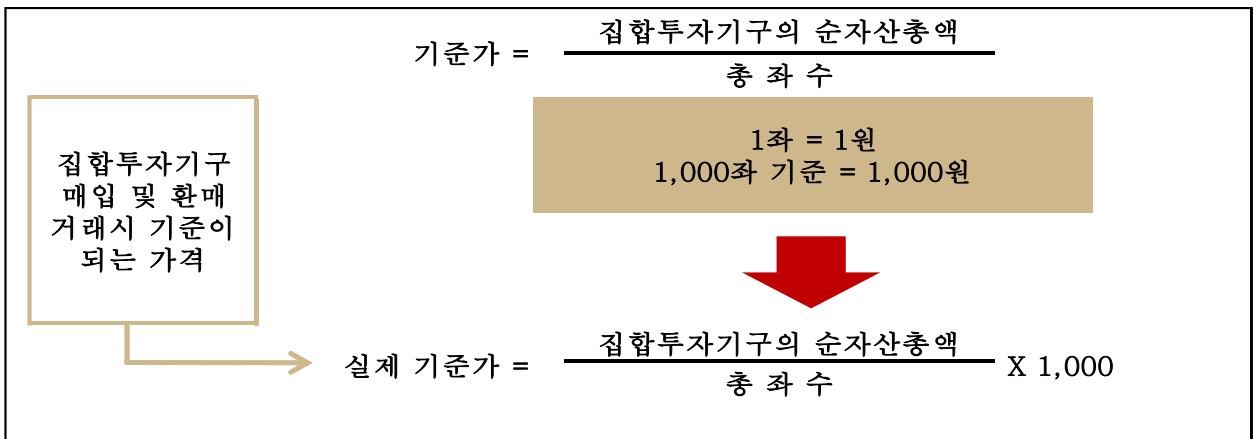 집합투자기구의 순자산총액
기준가 =
총 좌 수
1좌 = 1원
1,000좌 기준 = 1,000원
집합투자기구
매입 및 환매
거래시 기준이
되는 가격
집합투자기구의 순자산총액
실제 기준가 =
X 1,000
총 좌 수